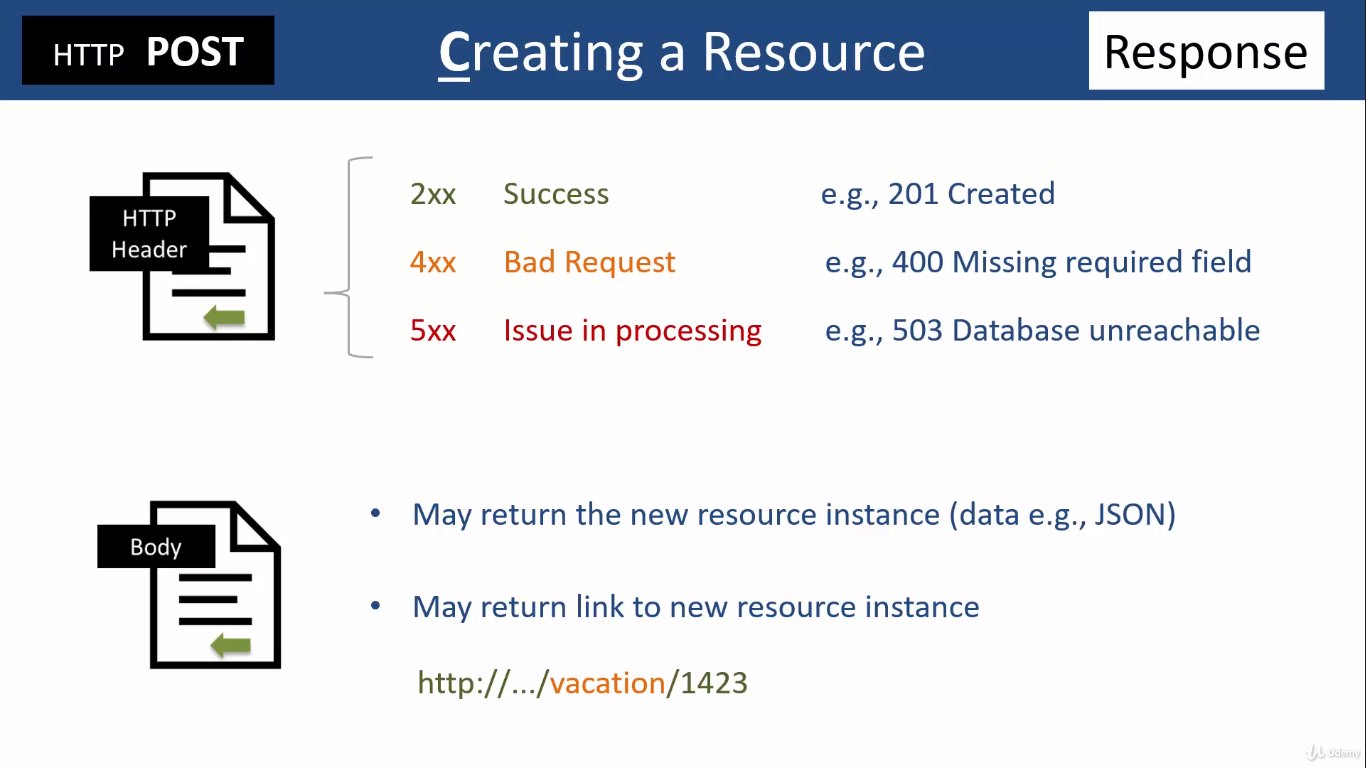 HTTP POST
Creating a Resource
Response
HTTP
Header
2xx Success e.g., 201 Created
4xx Bad Request e.g., 400 Missing required field
5xx Issue in processing e.g., 503 Database unreachable
Body
• May return the new resource instance (data e.g., JSON)
• May return link to new resource instance
http://.../vacation/1423
Udemy